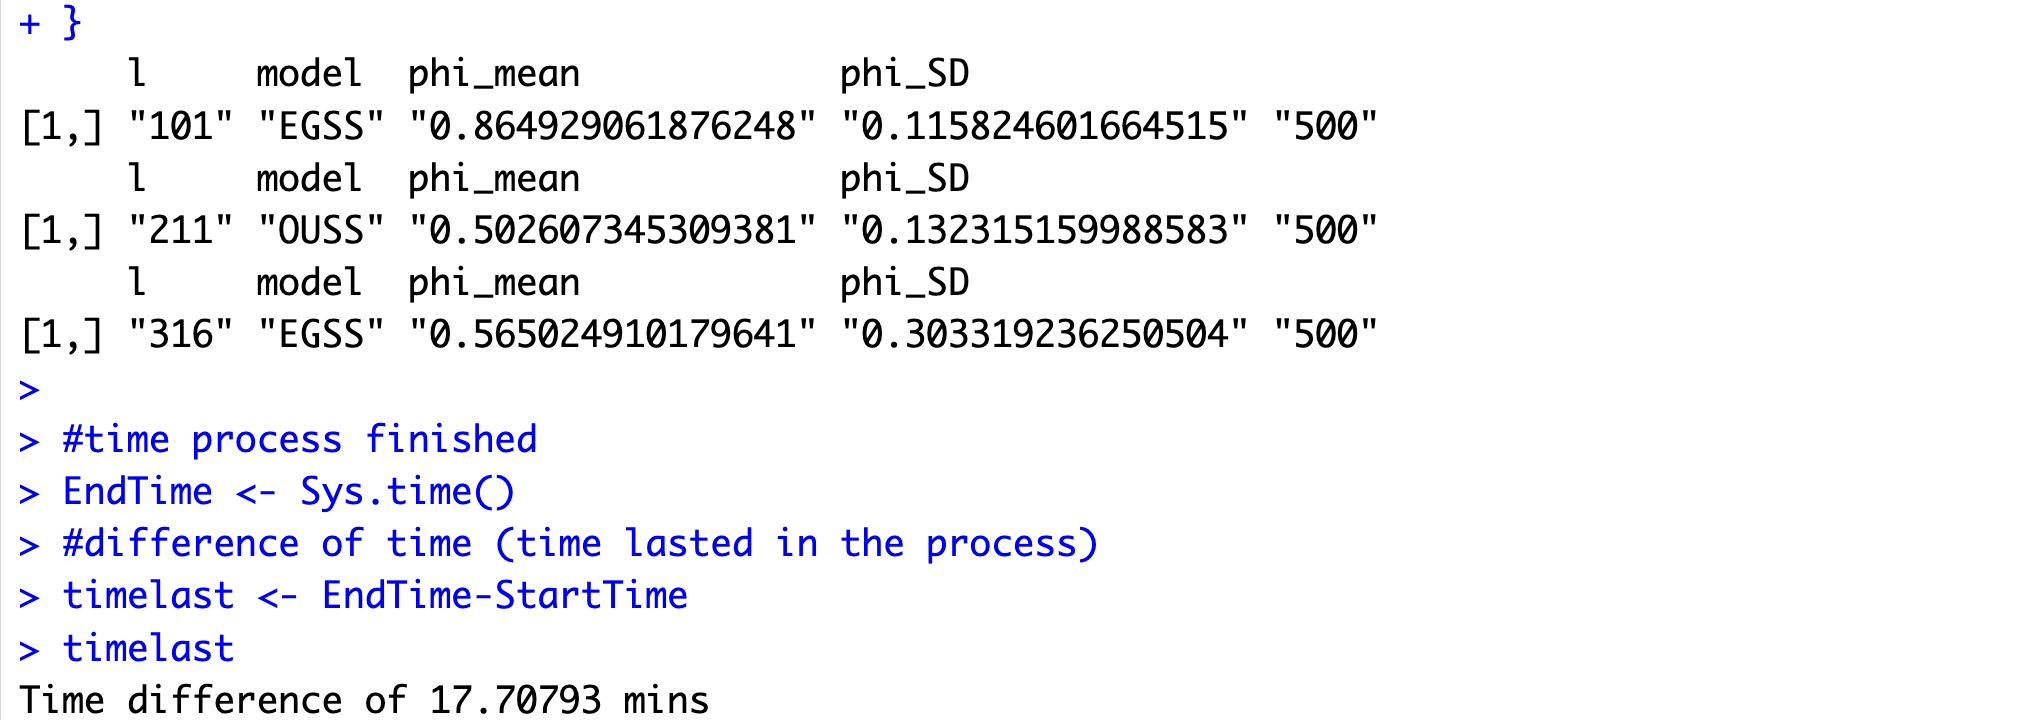 + }
     l     model  phi_mean            phi_SD
[1,] "101" "EGSS" "0.864929061876248" "0.115824601664515" "500"
     l     model  phi_mean            phi_SD
[1,] "211" "OUSS" "0.502607345309381" "0.132315159988583" "500"
     l     model  phi_mean            phi_SD
[1,] "316" "EGSS" "0.565024910179641" "0.303319236250504" "500"
>
> #time process finished
> EndTime <- Sys.time()
> #difference of time (time lasted in the process)
> timelast <- EndTime-StartTime
> timelast
Time difference of 17.70793 mins